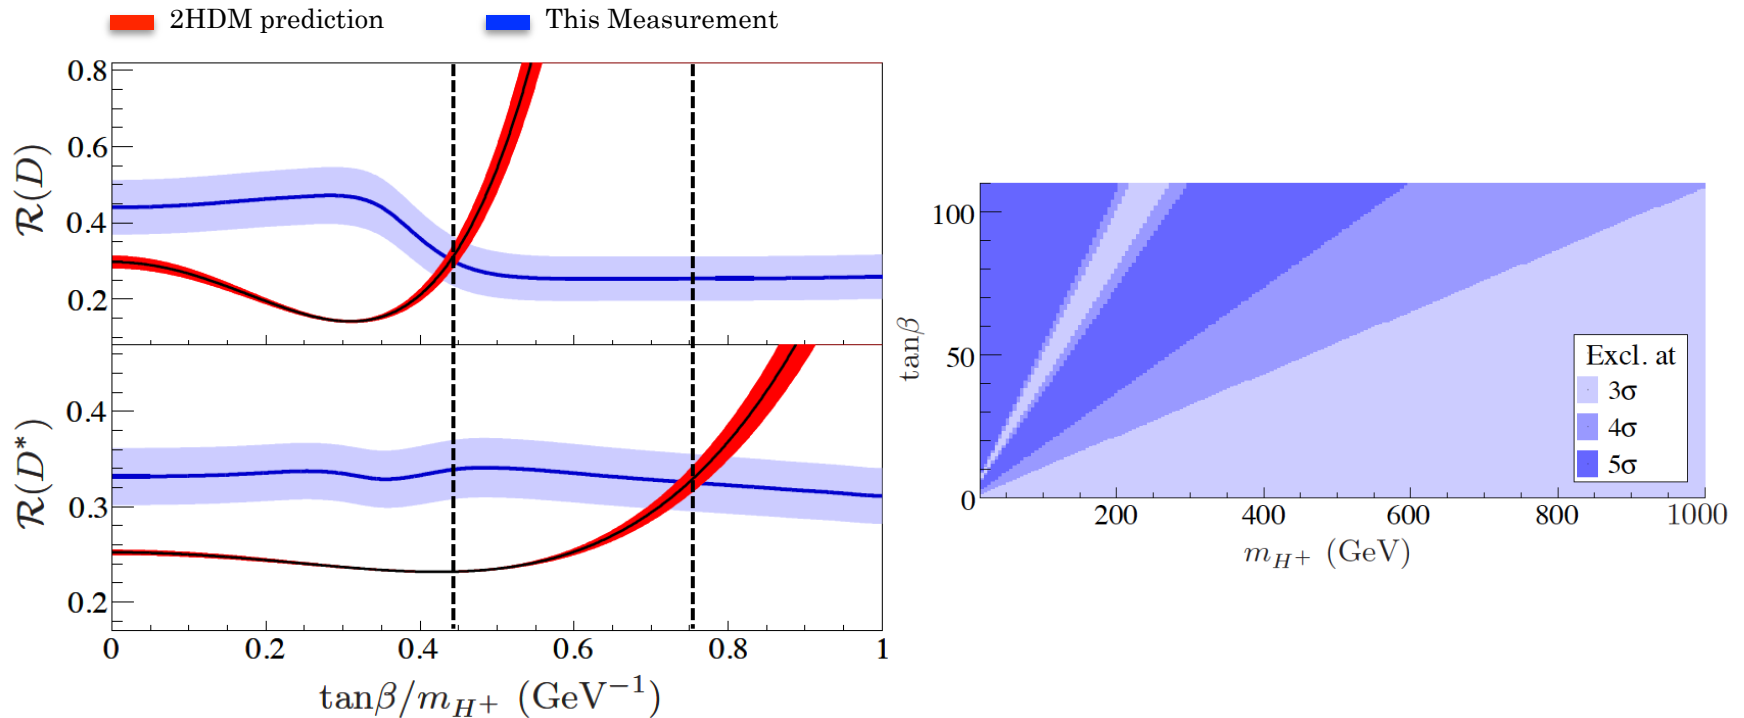 2HDM prediction
This Measurement
0.8
0.6
0.4
0.2
R(D)
0.4
0.3
0.2
R(D*)
0 0.2 0.4 0.6 0.8 1
tanβ/m_H+ (GeV⁻¹)
100
50
0
tanβ
Excl. at
3σ
4σ
5σ
200 400 600 800 1000
m_H+ (GeV)